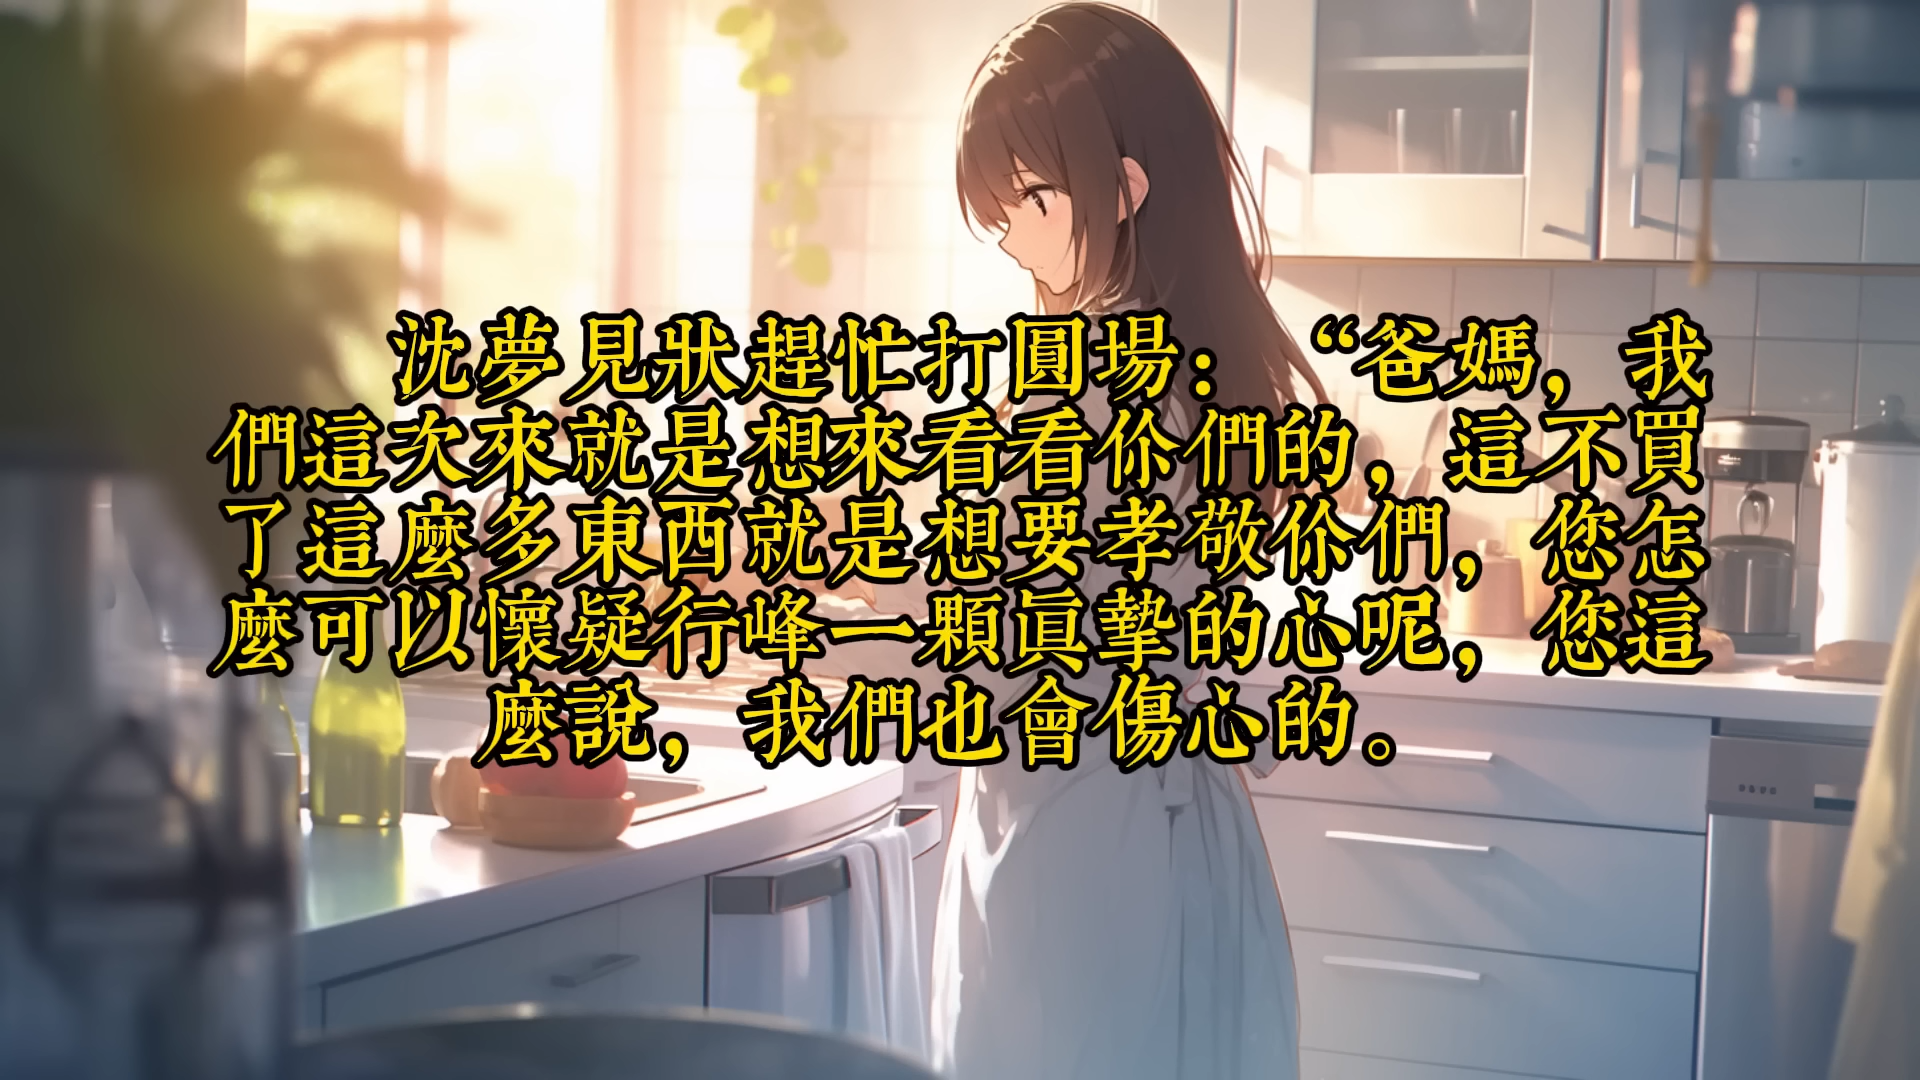 沈夢見狀趕忙打圓場：“爸媽，我
們這次來就是想來看看你們的，這不買
了這麼多東西就是想要孝敬你們，您怎
麼可以懷疑行峰一顆眞摯的心呢，您這
麼說，我們也會傷心的。